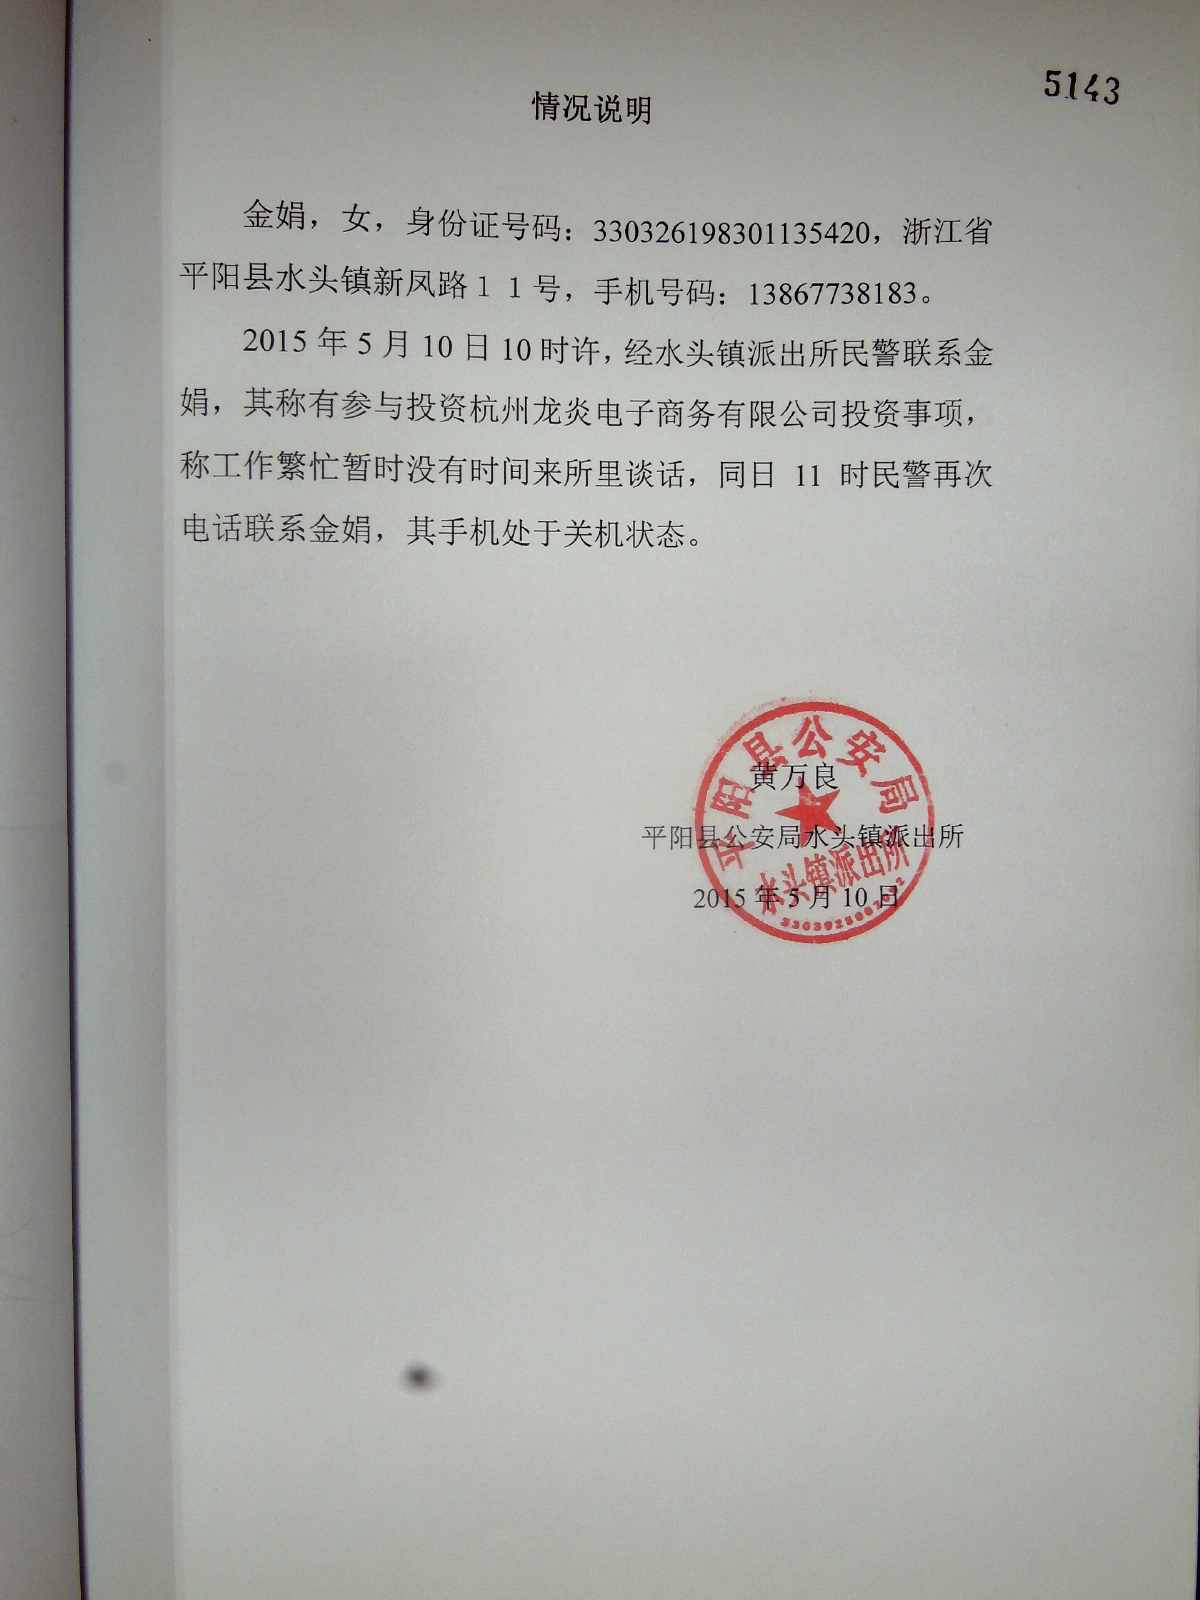 5143
情况说明
金娟，女，身份证号码：330326198301135420，浙江省
平阳县水头镇新凤路１１号，手机号码：13867738183。
2015 年 5 月 10 日 10 时许，经水头镇派出所民警联系金
娟，其称有参与投资杭州龙炎电子商务有限公司投资事项，
称工作繁忙暂时没有时间来所里谈话，同日 11 时民警再次
电话联系金娟，其手机处于关机状态。
平阳县公安局
黄万良
平阳县公安局水头镇派出所
水头镇派出所
2015 年 5 月 10 日